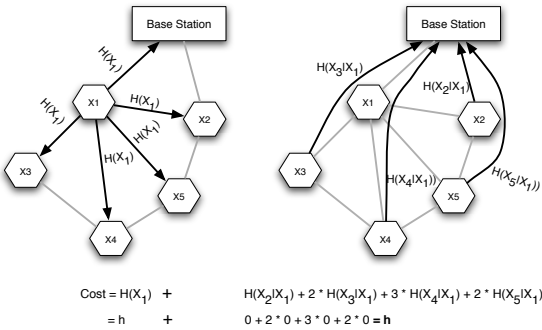 Base Station
H(X1)
X1
H(X1)
H(X1)
H(X1)
H(X1)
X2
X3
X5
X4
Base Station
H(X3|X1)
H(X2|X1)
X1
X2
X3
H(X4|X1))
X5
H(X5|X1))
X4
Cost = H(X1) + H(X2|X1) + 2 * H(X3|X1) + 3 * H(X4|X1) + 2 * H(X5|X1)
= h + 0 + 2 * 0 + 3 * 0 + 2 * 0 = h